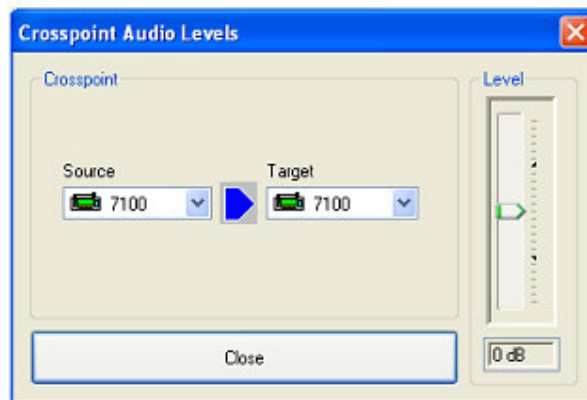 Crosspoint Audio Levels
Crosspoint
Level
Source
Target
7100
7100
Close
0 dB